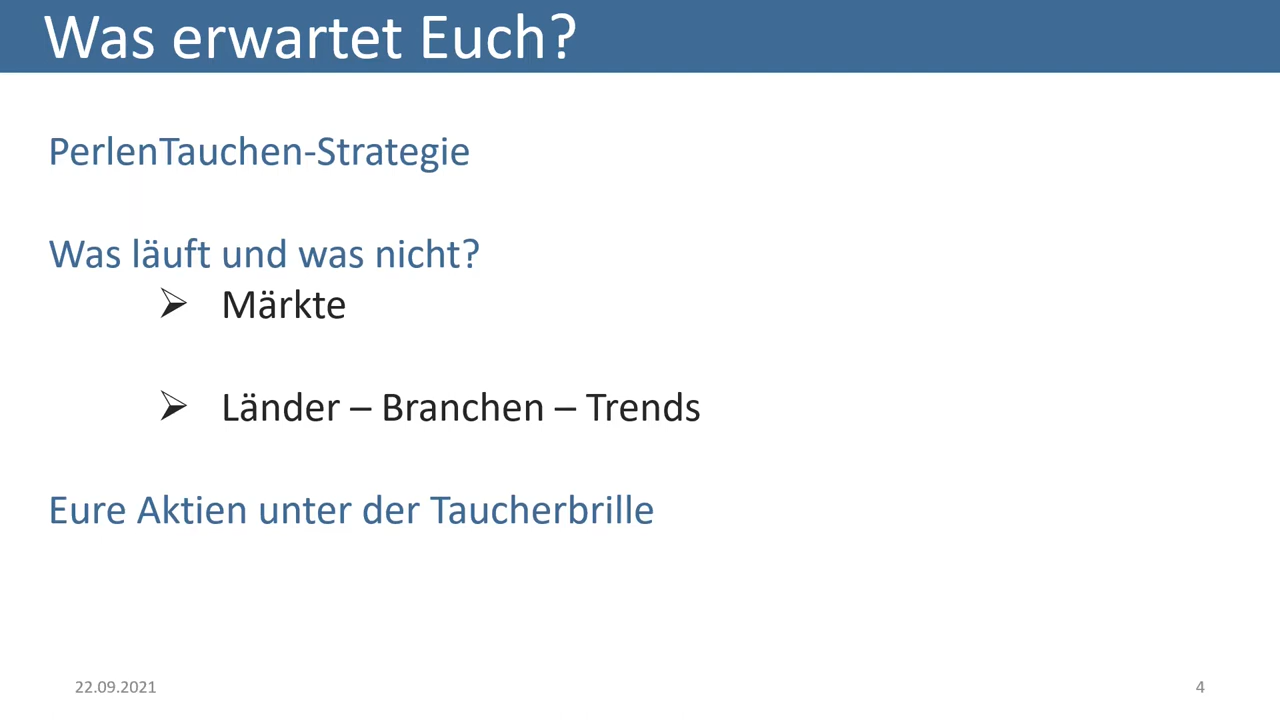 Was erwartet Euch?
PerlenTauchen-Strategie
Was läuft und was nicht?
➢ Märkte
➢ Länder – Branchen – Trends
Eure Aktien unter der Taucherbrille
22.09.2021
4